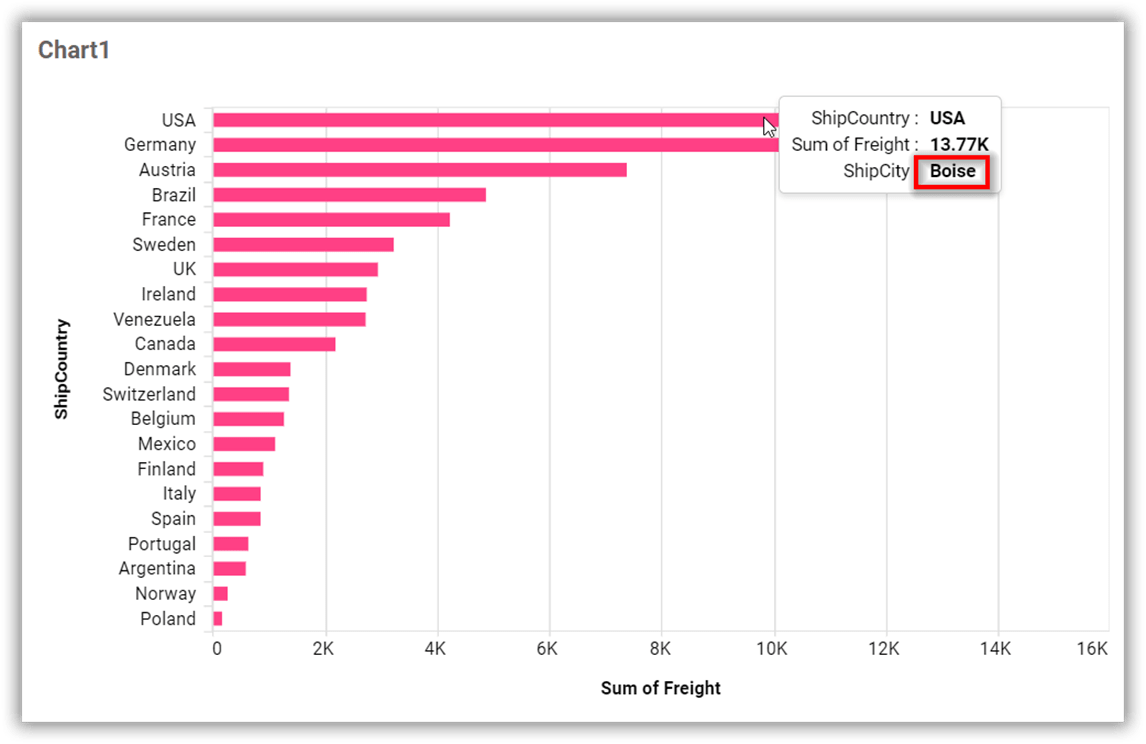 Chart1
USA
Germany
Austria
Brazil
France
Sweden
UK
Ireland
Venezuela
Canada
Denmark
Switzerland
Belgium
Mexico
Finland
Italy
Spain
Portugal
Argentina
Norway
Poland
ShipCountry
ShipCountry : USA
Sum of Freight : 13.77K
ShipCity Boise
0 2K 4K 6K 8K 10K 12K 14K 16K
Sum of Freight